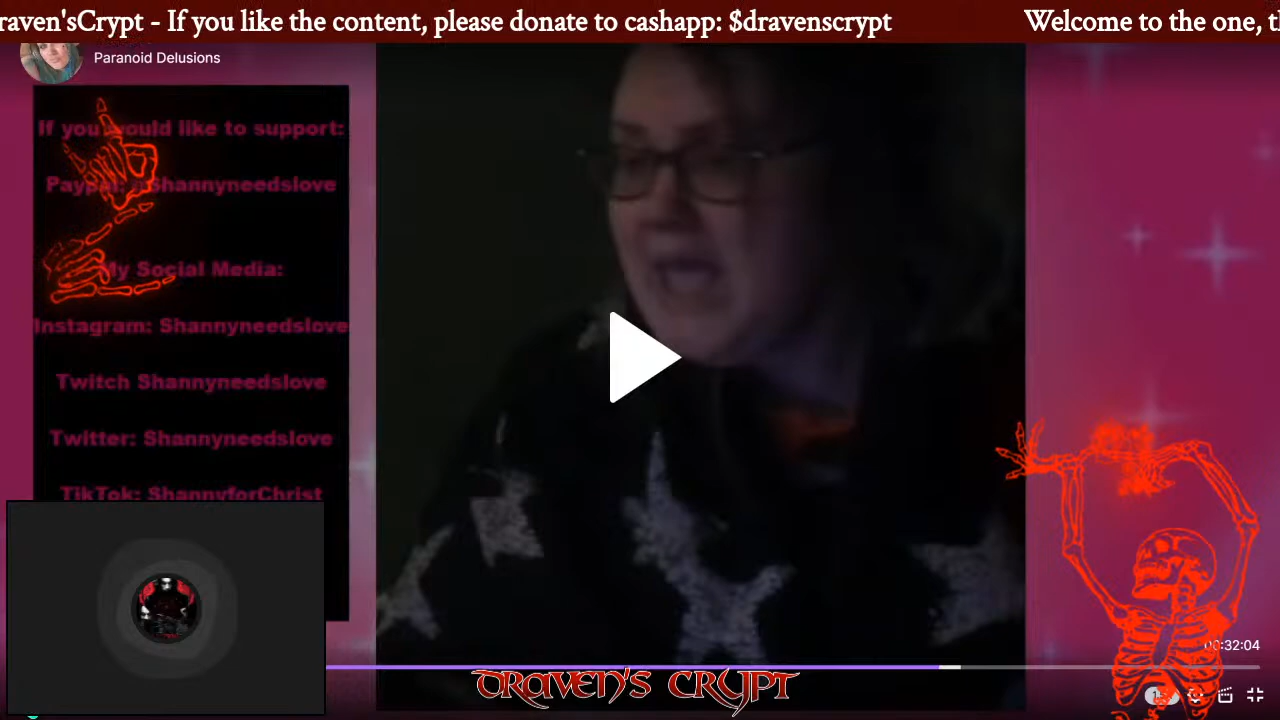 raven'sCrypt - If you like the content, please donate to cashapp: $dravenscrypt
Welcome to the one, t
Paranoid Delusions
If you would like to support:
Paypal: @Shannyneedslove
My Social Media:
Instagram: Shannyneedslove
Twitch Shannyneedslove
Twitter: Shannyneedslove
TikTok: ShannyforChrist
00:32:04
DRAVEN'S CRYPT